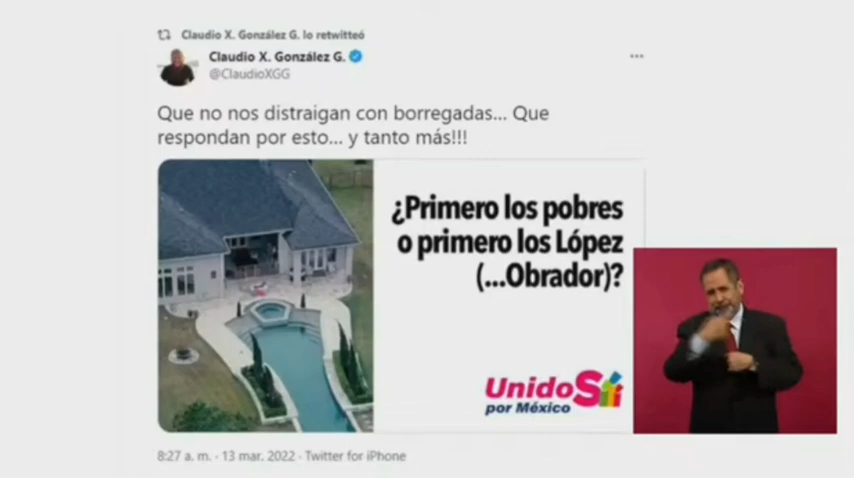 Claudio X. González G. lo retwitteó
Claudio X. González G.
@ClaudioXGG
Que no nos distraigan con borregadas... Que
respondan por esto... y tanto más!!!
¿Primero los pobres
o primero los López
(...Obrador)?
UnidoSíí
por México
8:27 a. m. · 13 mar. 2022 · Twitter for iPhone